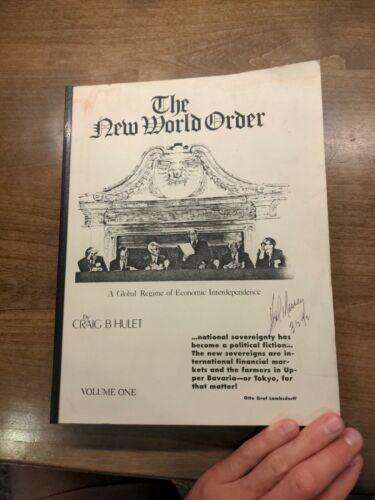 The
New World Order
A Global Regime of Economic Interdependence
by
CRAIG B HULET
...national sovereignty has
become a political fiction...
The new sovereigns are in-
ternational financial mar-
kets and the farmers in Up-
per Bavaria—or Tokyo, for
that matter!
Otto Graf Lambsdorff
VOLUME ONE